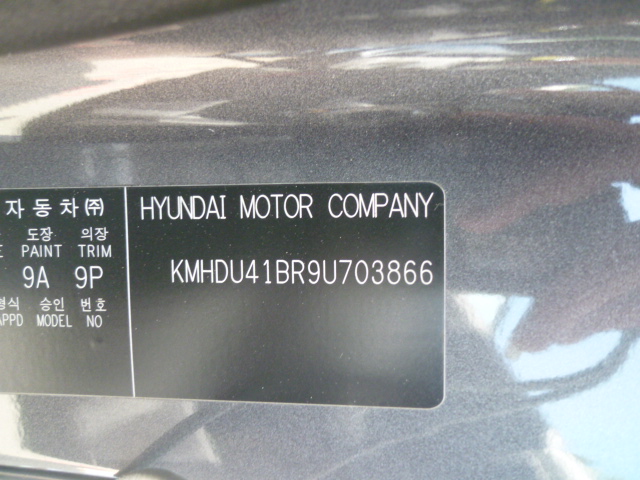 자동차㈜
도장 의장
PAINT TRIM
9A 9P
형식 승인 번호
APPD MODEL NO
HYUNDAI MOTOR COMPANY
KMHDU41BR9U703866